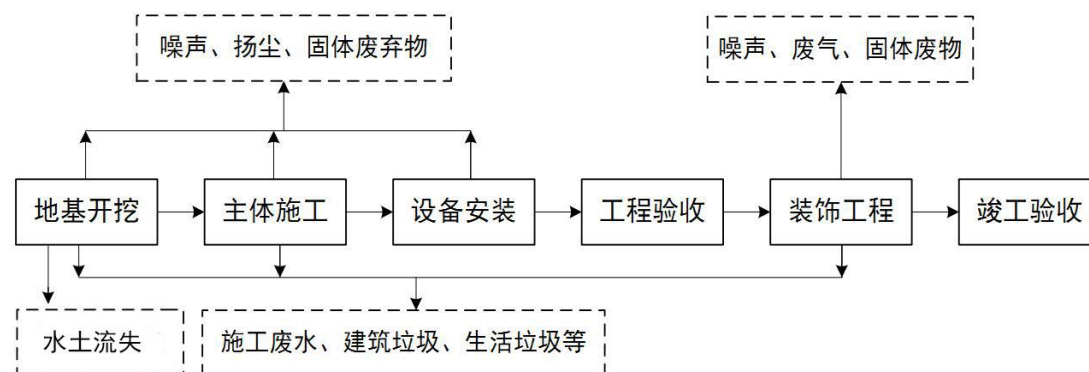 噪声、扬尘、固体废弃物
噪声、废气、固体废物
地基开挖
主体施工
设备安装
工程验收
装饰工程
竣工验收
水土流失
施工废水、建筑垃圾、生活垃圾等